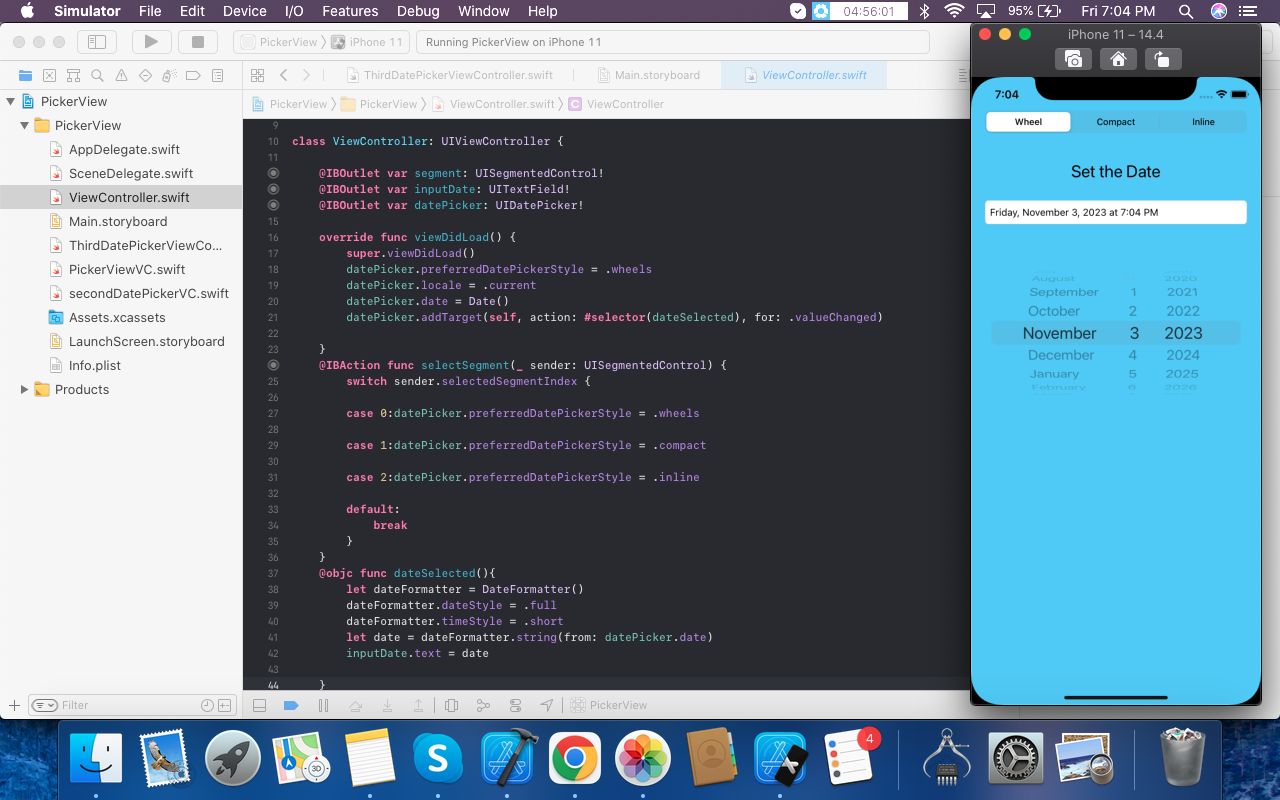 Simulator File Edit Device I/O Features Debug Window Help 04:56:01 95% Fri 7:04 PM
PickerView iPhone 11 Running PickerView on iPhone 11
iPhone 11 – 14.4
ThirdDatePickerViewController.swift Main.storyboard ViewController.swift
PickerView PickerView ViewController.swift ViewController
PickerView
PickerView
AppDelegate.swift
SceneDelegate.swift
ViewController.swift
Main.storyboard
ThirdDatePickerViewCo...
PickerViewVC.swift
secondDatePickerVC.swift
Assets.xcassets
LaunchScreen.storyboard
Info.plist
Products
Filter
9
10 class ViewController: UIViewController {
11
@IBOutlet var segment: UISegmentedControl!
@IBOutlet var inputDate: UITextField!
@IBOutlet var datePicker: UIDatePicker!
15
16 override func viewDidLoad() {
17 super.viewDidLoad()
18 datePicker.preferredDatePickerStyle = .wheels
19 datePicker.locale = .current
20 datePicker.date = Date()
21 datePicker.addTarget(self, action: #selector(dateSelected), for: .valueChanged)
22
23 }
@IBAction func selectSegment(_ sender: UISegmentedControl) {
25 switch sender.selectedSegmentIndex {
26
27 case 0:datePicker.preferredDatePickerStyle = .wheels
28
29 case 1:datePicker.preferredDatePickerStyle = .compact
30
31 case 2:datePicker.preferredDatePickerStyle = .inline
32
33 default:
34 break
35 }
36 }
37 @objc func dateSelected(){
38 let dateFormatter = DateFormatter()
39 dateFormatter.dateStyle = .full
40 dateFormatter.timeStyle = .short
41 let date = dateFormatter.string(from: datePicker.date)
42 inputDate.text = date
43
44 }
PickerView
7:04
Wheel Compact Inline
Set the Date
Friday, November 3, 2023 at 7:04 PM
August 2020
September 1 2021
October 2 2022
November 3 2023
December 4 2024
January 5 2025
February 6 2026
4
3D